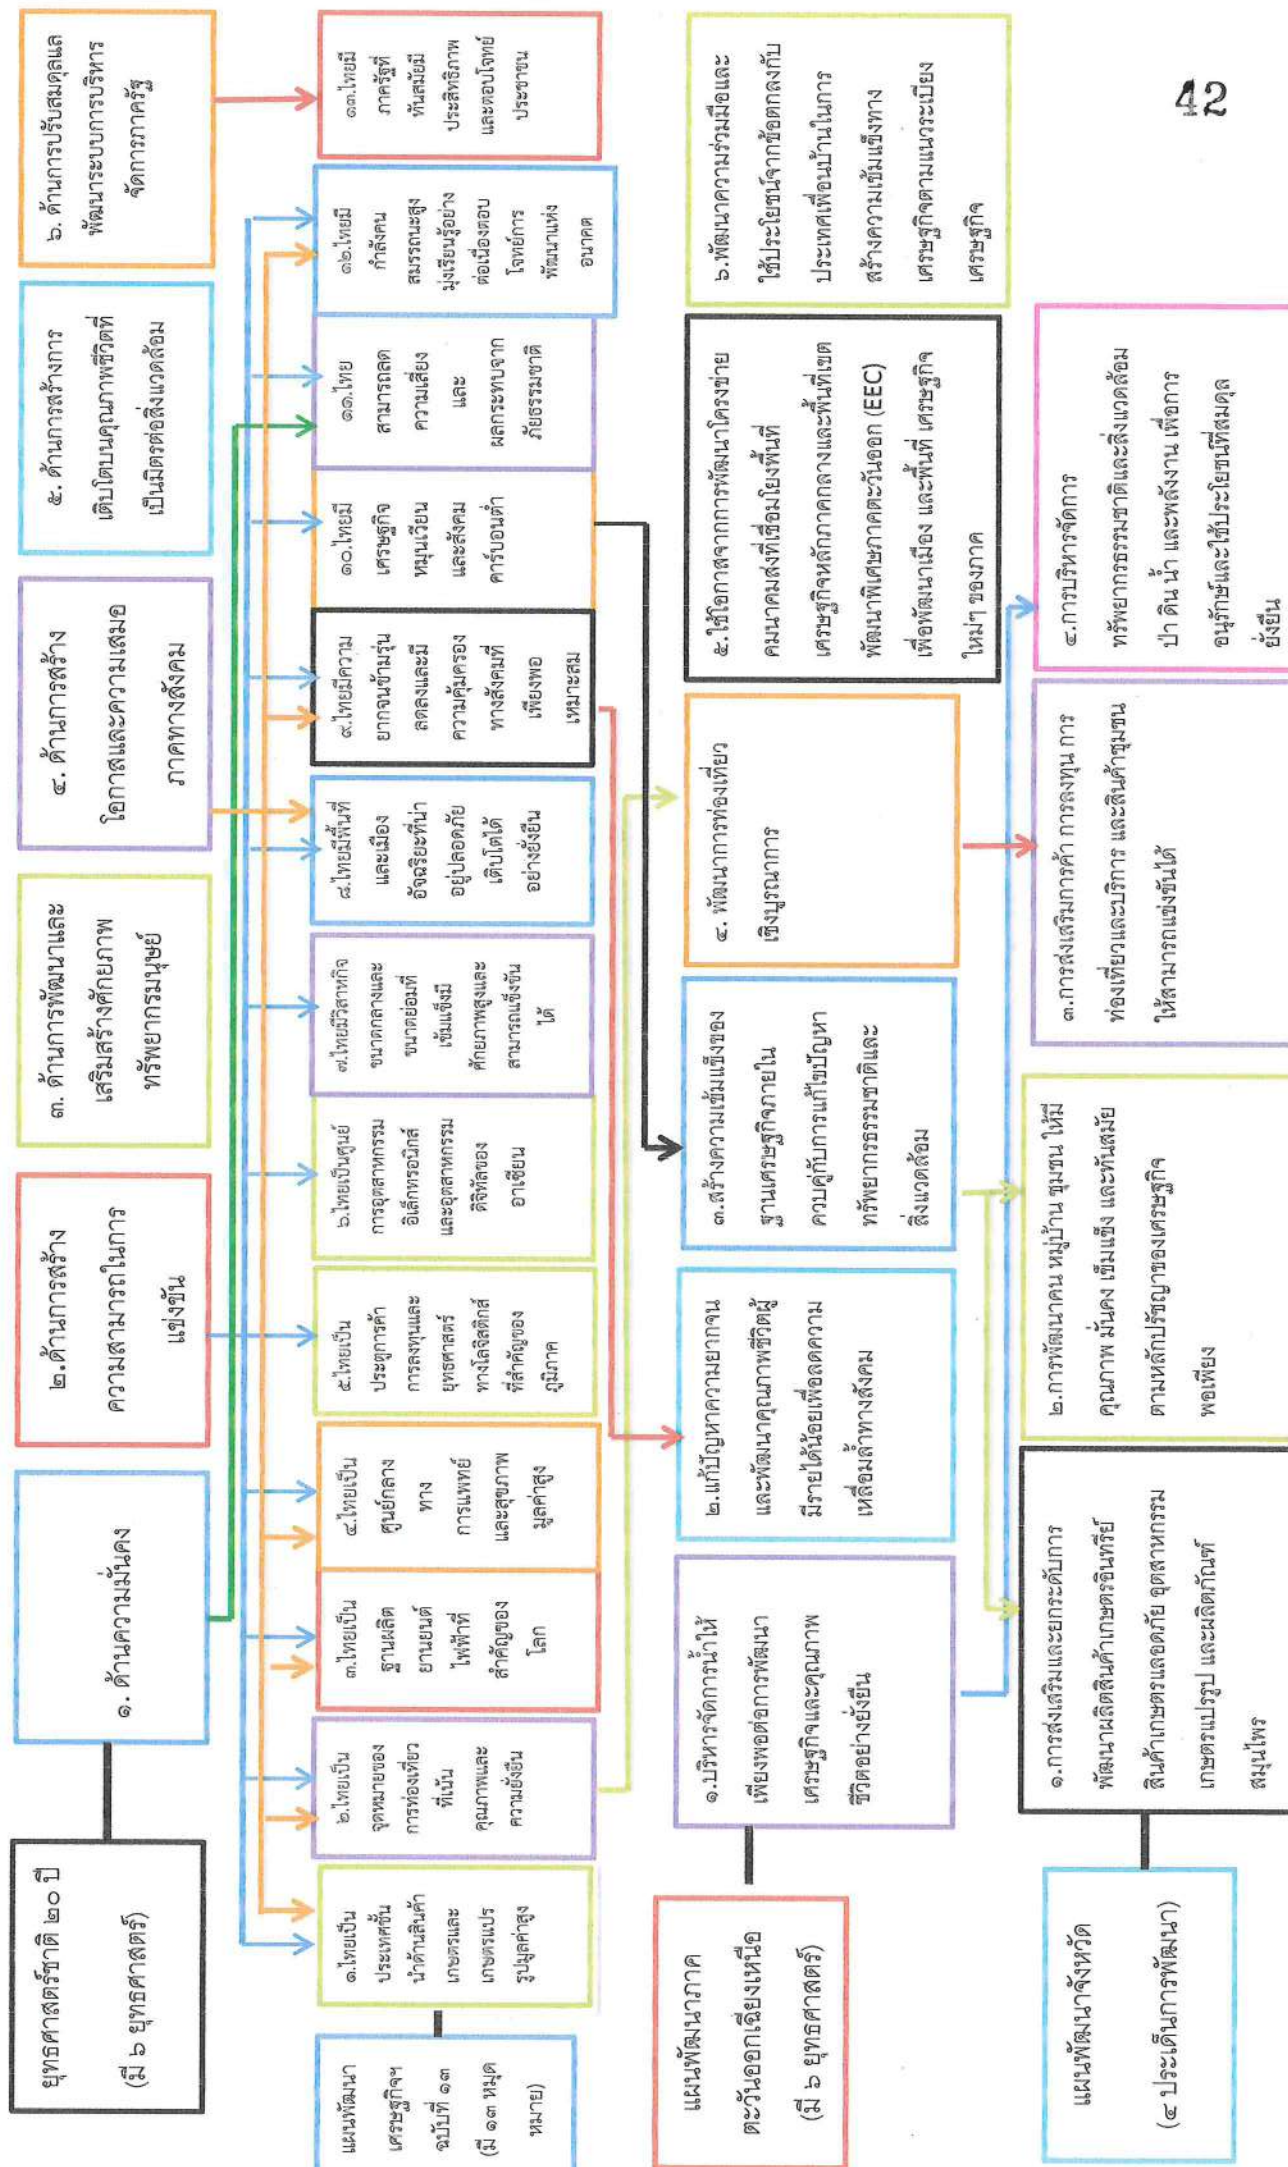 42
ยุทธศาสตร์ชาติ ๒๐ ปี
(มี ๖ ยุทธศาสตร์)
๑. ด้านความมั่นคง
๒.ด้านการสร้าง
ความสามารถในการ
แข่งขัน
๓. ด้านการพัฒนาและ
เสริมสร้างศักยภาพ
ทรัพยากรมนุษย์
๔. ด้านการสร้าง
โอกาสและความเสมอ
ภาคทางสังคม
๕. ด้านการสร้างการ
เติบโตบนคุณภาพชีวิตที่
เป็นมิตรต่อสิ่งแวดล้อม
๖. ด้านการปรับสมดุลแล
พัฒนาระบบการบริหาร
จัดการภาครัฐ
แผนพัฒนา
เศรษฐกิจฯ
ฉบับที่ ๑๓
(มี ๑๓ หมุด
หมาย)
๑.ไทยเป็น
ประเทศชั้น
นำด้านสินค้า
เกษตรและ
เกษตรแปร
รูปมูลค่าสูง
๒.ไทยเป็น
จุดหมายของ
การท่องเที่ยว
ที่เน้น
คุณภาพและ
ความยั่งยืน
๓.ไทยเป็น
ฐานผลิต
ยานยนต์
ไฟฟ้าที่
สำคัญของ
โลก
๔.ไทยเป็น
ศูนย์กลาง
ทาง
การแพทย์
และสุขภาพ
มูลค่าสูง
๕.ไทยเป็น
ประตูการค้า
การลงทุนและ
ยุทธศาสตร์
ทางโลจิสติกส์
ที่สำคัญของ
ภูมิภาค
๖.ไทยเป็นศูนย์
การอุตสาหกรรม
อิเล็กทรอนิกส์
และอุตสาหกรรม
ดิจิทัลของ
อาเซียน
๗.ไทยมีวิสาหกิจ
ขนาดกลางและ
ขนาดย่อมที่
เข้มแข็งมี
ศักยภาพสูงและ
สามารถแข็งขัน
ได้
๘.ไทยมีพื้นที่
และเมือง
อัจฉริยะที่น่า
อยู่ปลอดภัย
เติบโตได้
อย่างยั่งยืน
๙.ไทยมีความ
ยากจนข้ามรุ่น
ลดลงและมี
ความคุ้มครอง
ทางสังคมที่
เพียงพอ
เหมาะสม
๑๐.ไทยมี
เศรษฐกิจ
หมุนเวียน
และสังคม
คาร์บอนต่ำ
๑๑.ไทย
สามารถลด
ความเสี่ยง
และ
ผลกระทบจาก
ภัยธรรมชาติ
๑๒.ไทยมี
กำลังคน
สมรรถนะสูง
มุ่งเรียนรู้อย่าง
ต่อเนื่องตอบ
โจทย์การ
พัฒนาแห่ง
อนาคต
๑๓.ไทยมี
ภาครัฐที่
ทันสมัยมี
ประสิทธิภาพ
และตอบโจทย์
ประชาชน
แผนพัฒนาภาค
ตะวันออกเฉียงเหนือ
(มี ๖ ยุทธศาสตร์)
๑.บริหารจัดการน้ำให้
เพียงพอต่อการพัฒนา
เศรษฐกิจและคุณภาพ
ชีวิตอย่างยั่งยืน
๒.แก้ปัญหาความยากจน
และพัฒนาคุณภาพชีวิตผู้
มีรายได้น้อยเพื่อลดความ
เหลื่อมล้ำทางสังคม
๓.สร้างความเข้มแข็งของ
ฐานเศรษฐกิจภายใน
ควบคู่กับการแก้ไขปัญหา
ทรัพยากรธรรมชาติและ
สิ่งแวดล้อม
๔. พัฒนาการท่องเที่ยว
เชิงบูรณาการ
๕.ใช้โอกาสจากการพัฒนาโครงข่าย
คมนาคมส่งที่เชื่อมโยงพื้นที่
เศรษฐกิจหลักภาคกลางและพื้นที่เขต
พัฒนาพิเศษภาคตะวันออก (EEC)
เพื่อพัฒนาเมือง และพื้นที่ เศรษฐกิจ
ใหม่ๆ ของภาค
๖.พัฒนาความร่วมมือและ
ใช้ประโยชน์จากข้อตกลงกับ
ประเทศเพื่อนบ้านในการ
สร้างความเข้มแข็งทาง
เศรษฐกิจตามแนวระเบียง
เศรษฐกิจ
แผนพัฒนาจังหวัด
(๔ ประเด็นการพัฒนา)
๑.การส่งเสริมและยกระดับการ
พัฒนาผลิตสินค้าเกษตรอินทรีย์
สินค้าเกษตรปลอดภัย อุตสาหกรรม
เกษตรแปรรูป และผลิตภัณฑ์
สมุนไพร
๒.การพัฒนาคน หมู่บ้าน ชุมชน ให้มี
คุณภาพ มั่นคง เข็มแข็ง และทันสมัย
ตามหลักปรัชญาของเศรษฐกิจ
พอเพียง
๓.การส่งเสริมการค้า การลงทุน การ
ท่องเที่ยวและบริการ และสินค้าชุมชน
ให้สามารถแข่งขันได้
๔.การบริหารจัดการ
ทรัพยากรธรรมชาติและสิ่งแวดล้อม
ป่า ดิน น้ำ และพลังงาน เพื่อการ
อนุรักษ์และใช้ประโยชน์ที่สมดุล
ยั่งยืน